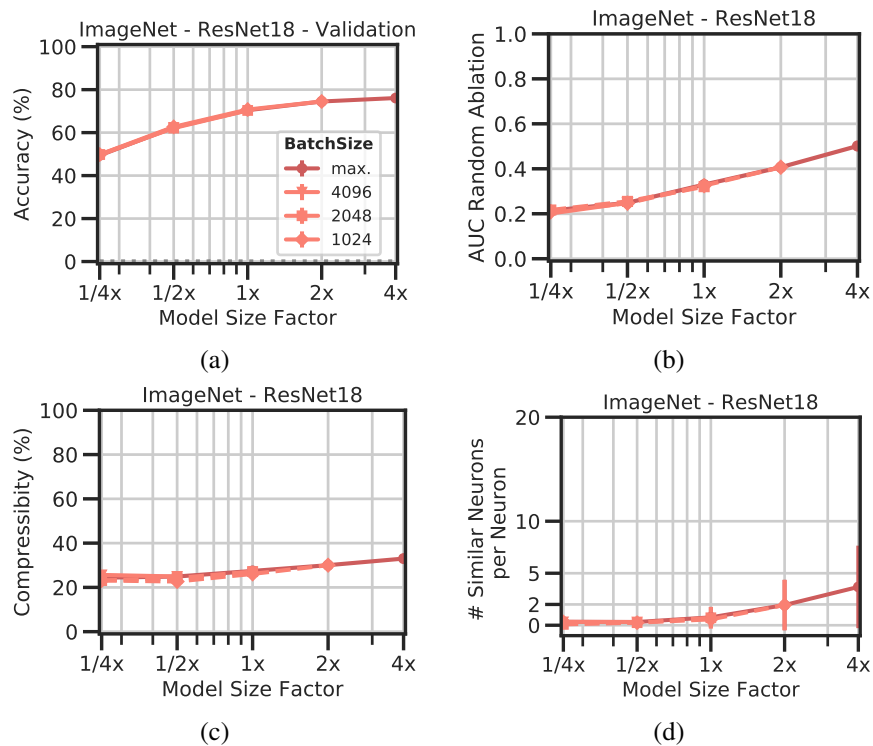 ImageNet - ResNet18 - Validation
Accuracy (%)
100
80
60
40
20
0
BatchSize
max.
4096
2048
1024
1/4x 1/2x 1x 2x 4x
Model Size Factor
(a)
ImageNet - ResNet18
AUC Random Ablation
1.0
0.8
0.6
0.4
0.2
0.0
1/4x 1/2x 1x 2x 4x
Model Size Factor
(b)
ImageNet - ResNet18
Compressibity (%)
100
80
60
40
20
0
1/4x 1/2x 1x 2x 4x
Model Size Factor
(c)
ImageNet - ResNet18
# Similar Neurons
per Neuron
20
10
5
2
0
1/4x 1/2x 1x 2x 4x
Model Size Factor
(d)